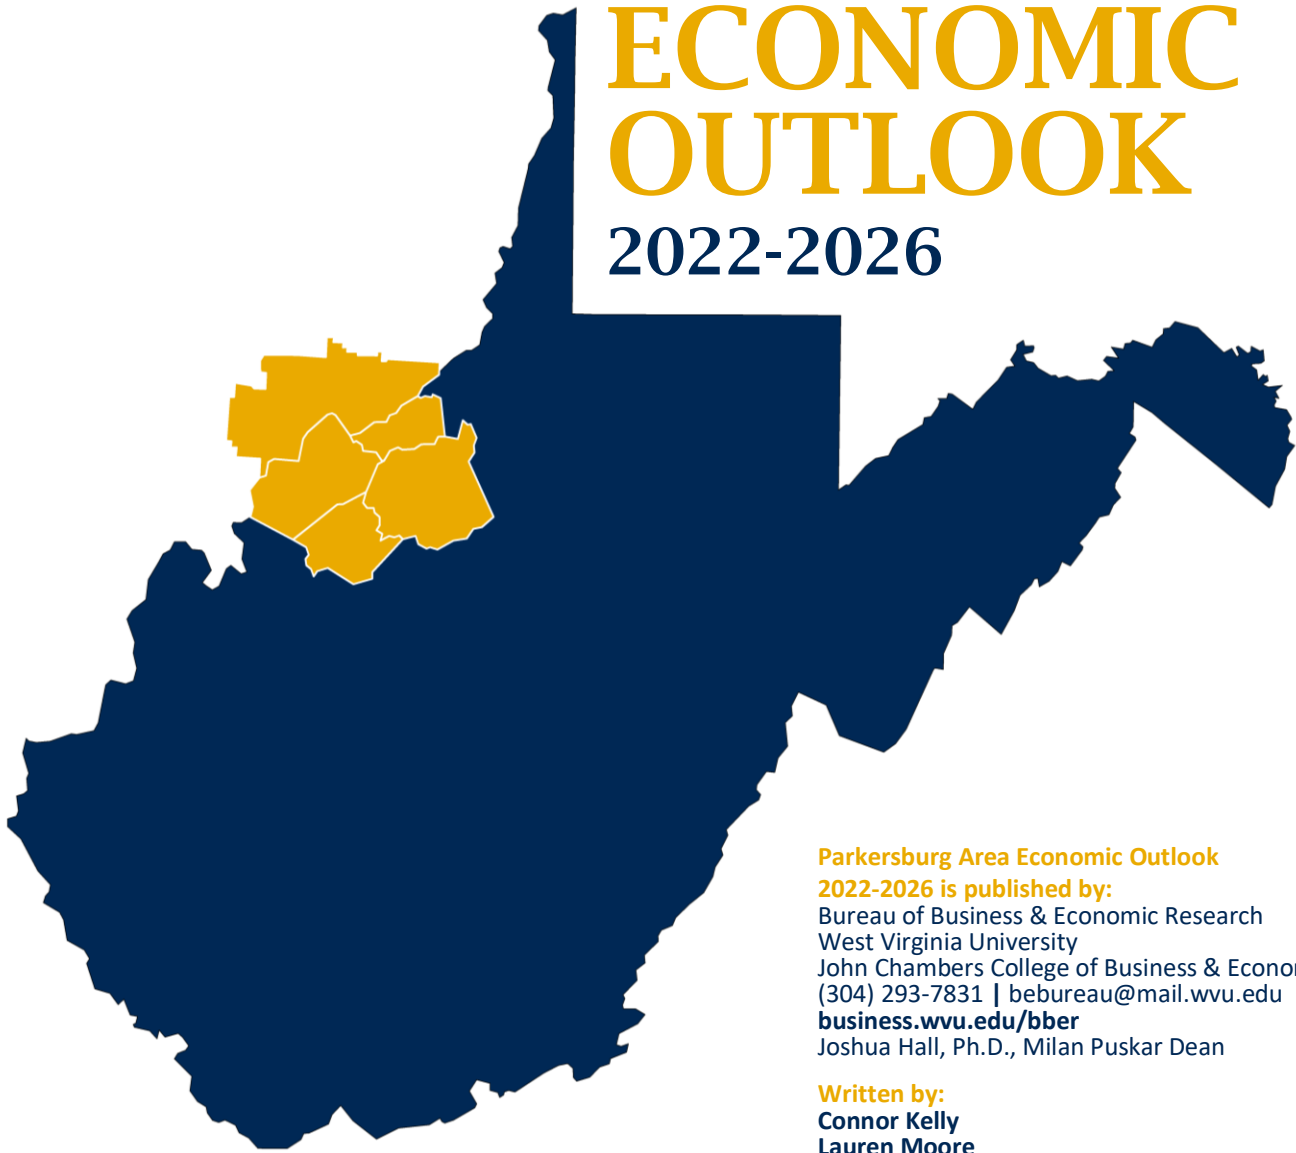 ECONOMIC
OUTLOOK
2022-2026
Parkersburg Area Economic Outlook
2022-2026 is published by:
Bureau of Business & Economic Research
West Virginia University
John Chambers College of Business & Econo
(304) 293-7831 | bebureau@mail.wvu.edu
business.wvu.edu/bber
Joshua Hall, Ph.D., Milan Puskar Dean
Written by:
Connor Kelly
Lauren Moore